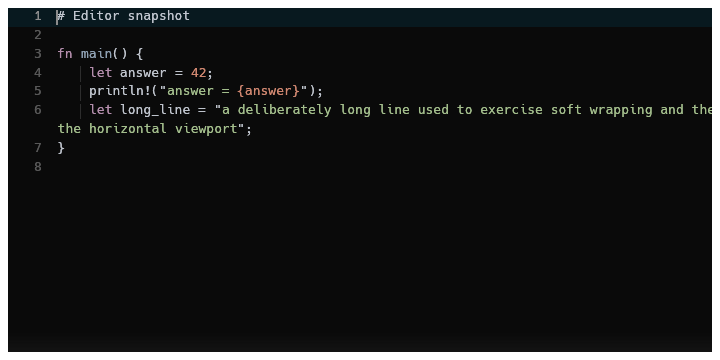 1 # Editor snapshot
2
3 fn main() {
4     let answer = 42;
5     println!("answer = {answer}");
6     let long_line = "a deliberately long line used to exercise soft wrapping and the
the horizontal viewport";
7 }
8